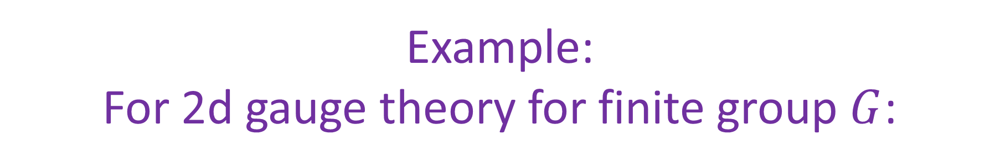 Example:
For 2d gauge theory for finite group 𝐺: